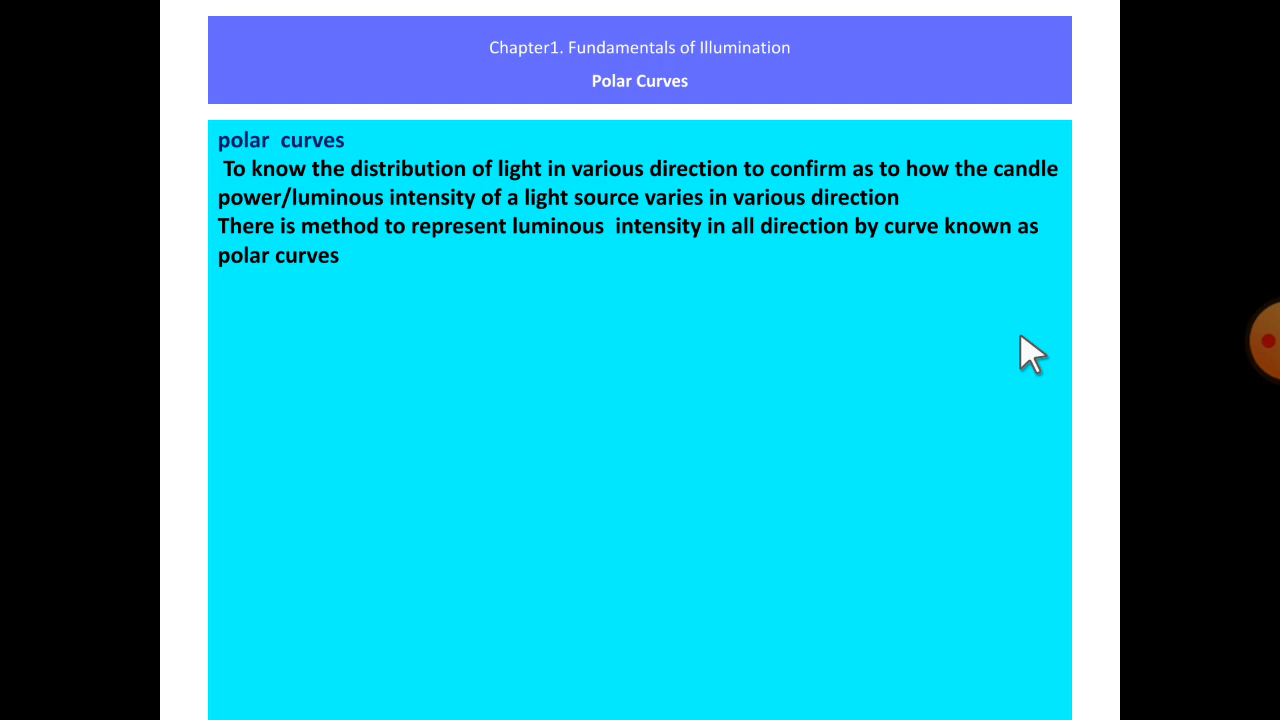 Chapter1. Fundamentals of Illumination
Polar Curves
polar curves
To know the distribution of light in various direction to confirm as to how the candle
power/luminous intensity of a light source varies in various direction
There is method to represent luminous intensity in all direction by curve known as
polar curves